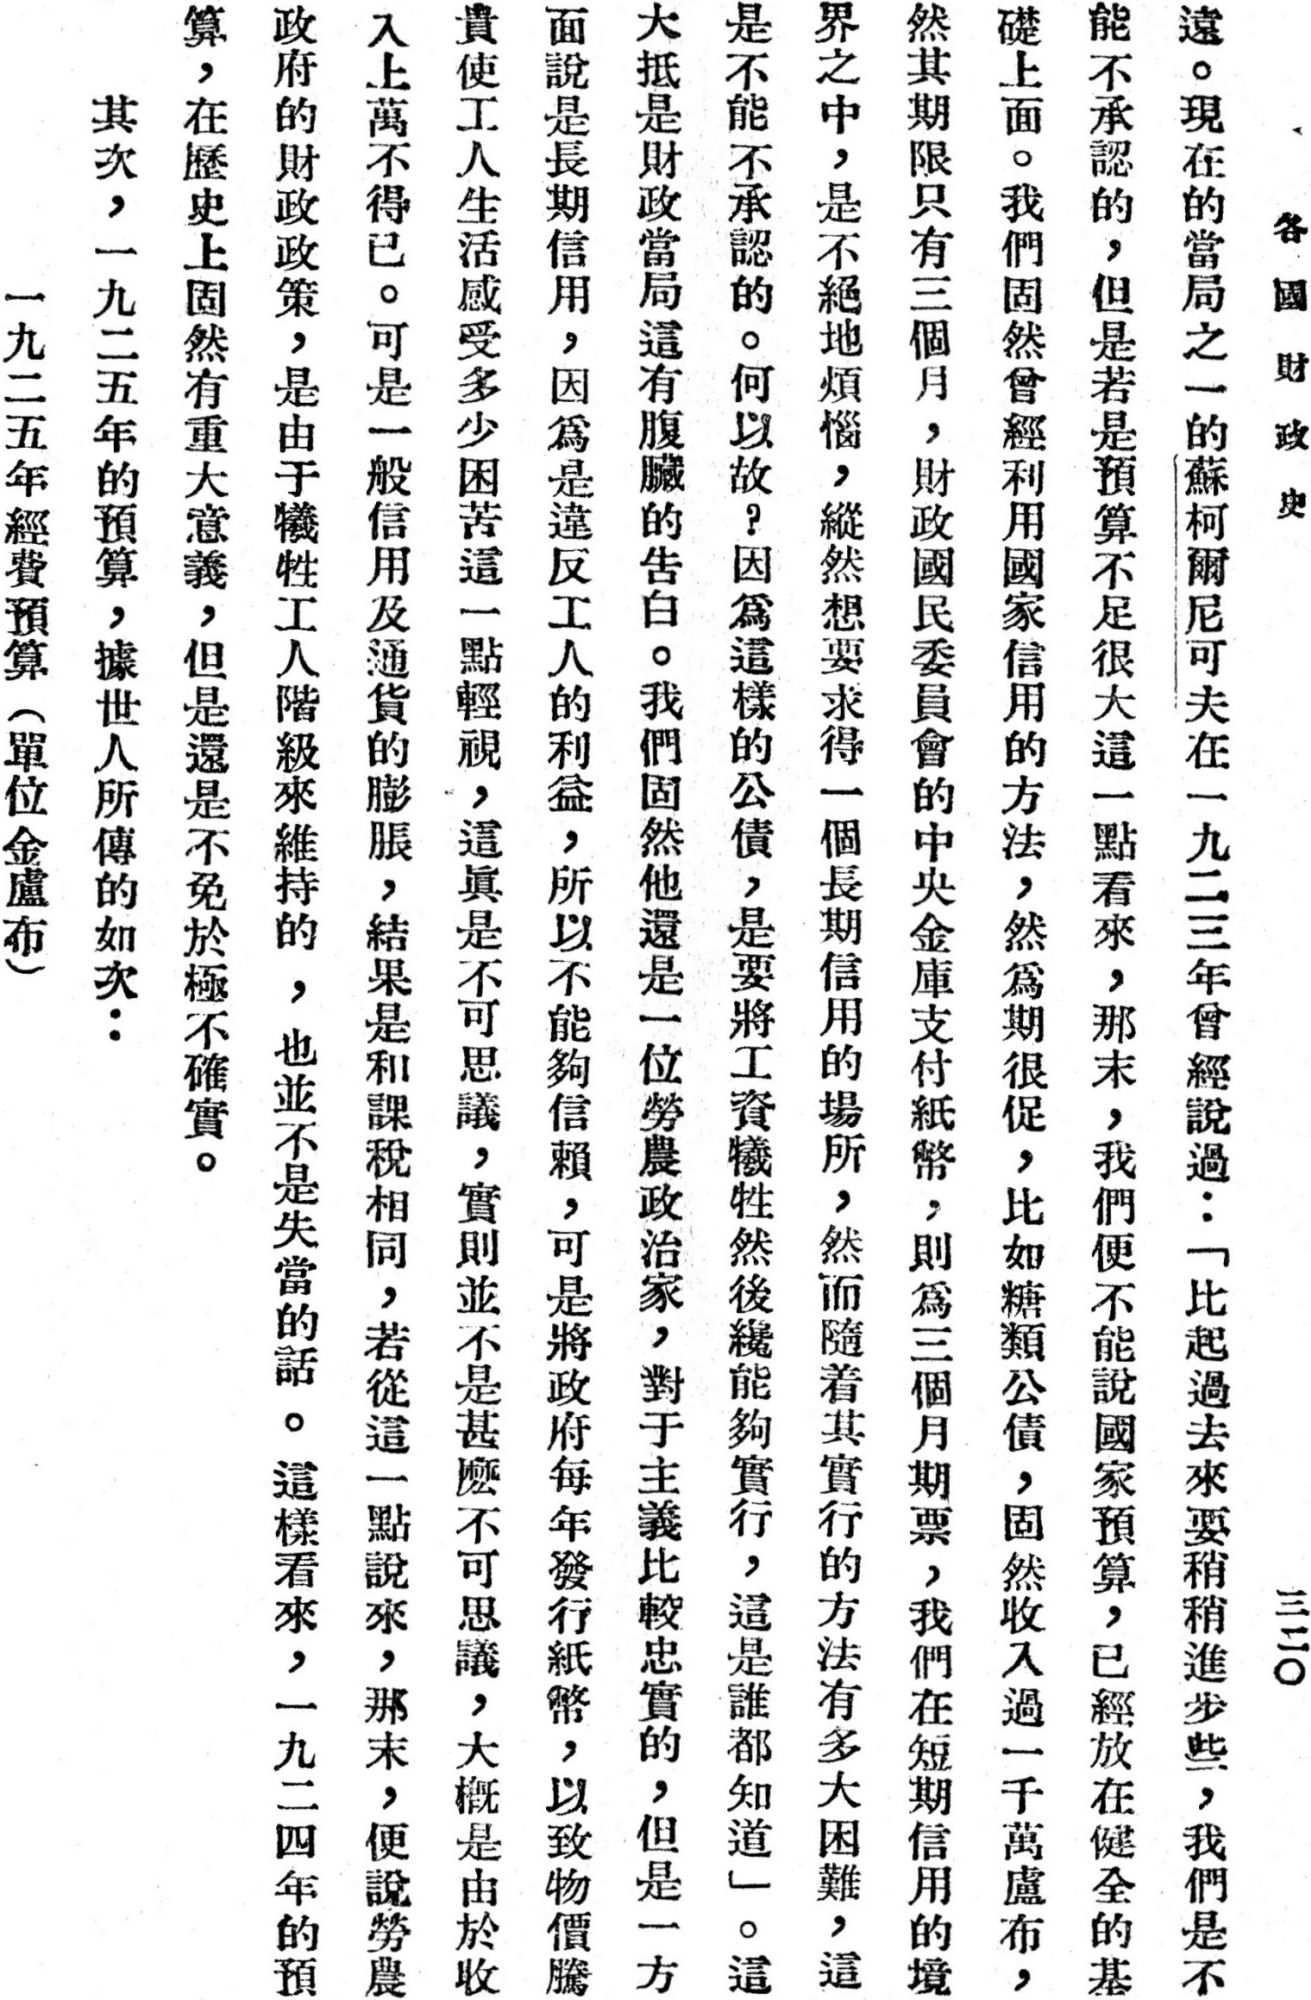 各國財政史
三二〇
遠。現在的當局之一的蘇柯爾尼可夫在一九二三年曾經說過：「比起過去來要稍稍進步些，我們是不
能不承認的，但是若是預算不足很大這一點看來，那末，我們便不能說國家預算，已經放在健全的基
礎上面。我們固然曾經利用國家信用的方法，然爲期很促，比如糖類公債，固然收入過一千萬盧布，
然其期限只有三個月，財政國民委員會的中央金庫支付紙幣，則爲三個月期票，我們在短期信用的境
界之中，是不絕地煩惱，縱然想要求得一個長期信用的場所，然而隨着其實行的方法有多大困難，這
是不能不承認的。何以故？因爲這樣的公債，是要將工資犧牲然後纔能夠實行，這是誰都知道」。這
大抵是財政當局這有腹臟的告白。我們固然他還是一位勞農政治家，對于主義比較忠實的，但是一方
面說是長期信用，因爲是違反工人的利益，所以不能夠信賴，可是將政府每年發行紙幣，以致物價騰
貴使工人生活感受多少困苦這一點輕視，這眞是不可思議，實則並不是甚麽不可思議，大槪是由於收
入上萬不得已。可是一般信用及通貨的膨脹，結果是和課稅相同，若從這一點說來，那末，便說勞農
政府的財政政策，是由于犧牲工人階級來維持的，也並不是失當的話。這樣看來，一九二四年的預
算，在歷史上固然有重大意義，但是還是不免於極不確實。
其次，一九二五年的預算，據世人所傳的如次：
一九二五年經費預算（單位金盧布）